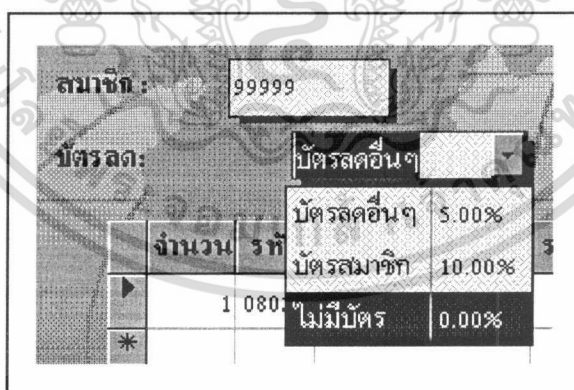 สมาชิก : 99999
บัตรลด: บัตรลดอื่นๆ
บัตรลดอื่นๆ 5.00%
จำนวน บัตรสมาชิก 10.00%
1 ไม่มีบัตร 0.00%